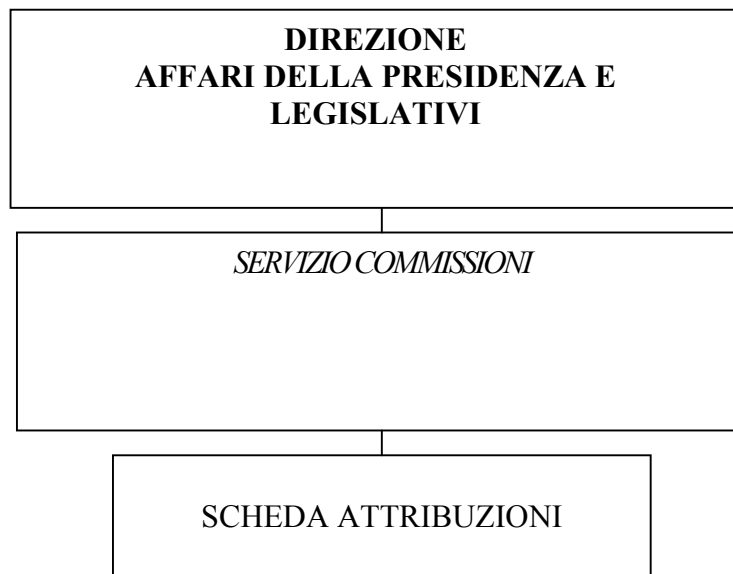 DIREZIONE
AFFARI DELLA PRESIDENZA E
LEGISLATIVI
SERVIZIO COMMISSIONI
SCHEDA ATTRIBUZIONI